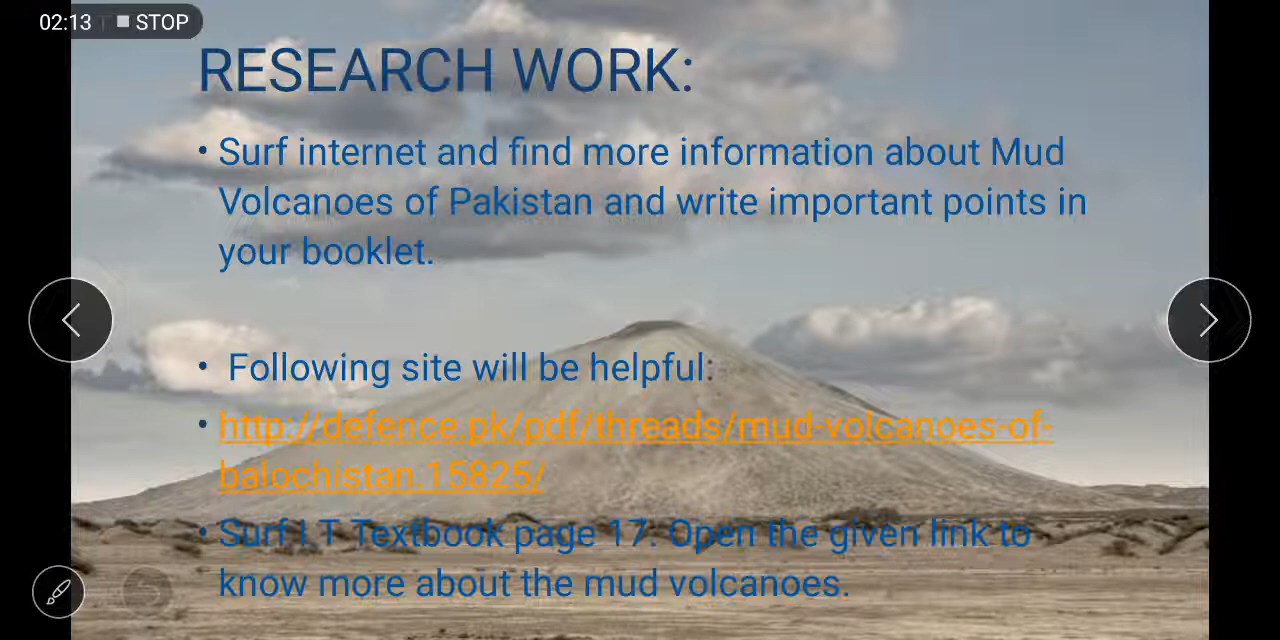 02:13 STOP
RESEARCH WORK:
• Surf internet and find more information about Mud
Volcanoes of Pakistan and write important points in
your booklet.
• Following site will be helpful:
• http://defence.pk/pdf/threads/mud-volcanoes-of-
balochistan.15825/
• Surf I T Textbook page 17. Open the given link to
know more about the mud volcanoes.